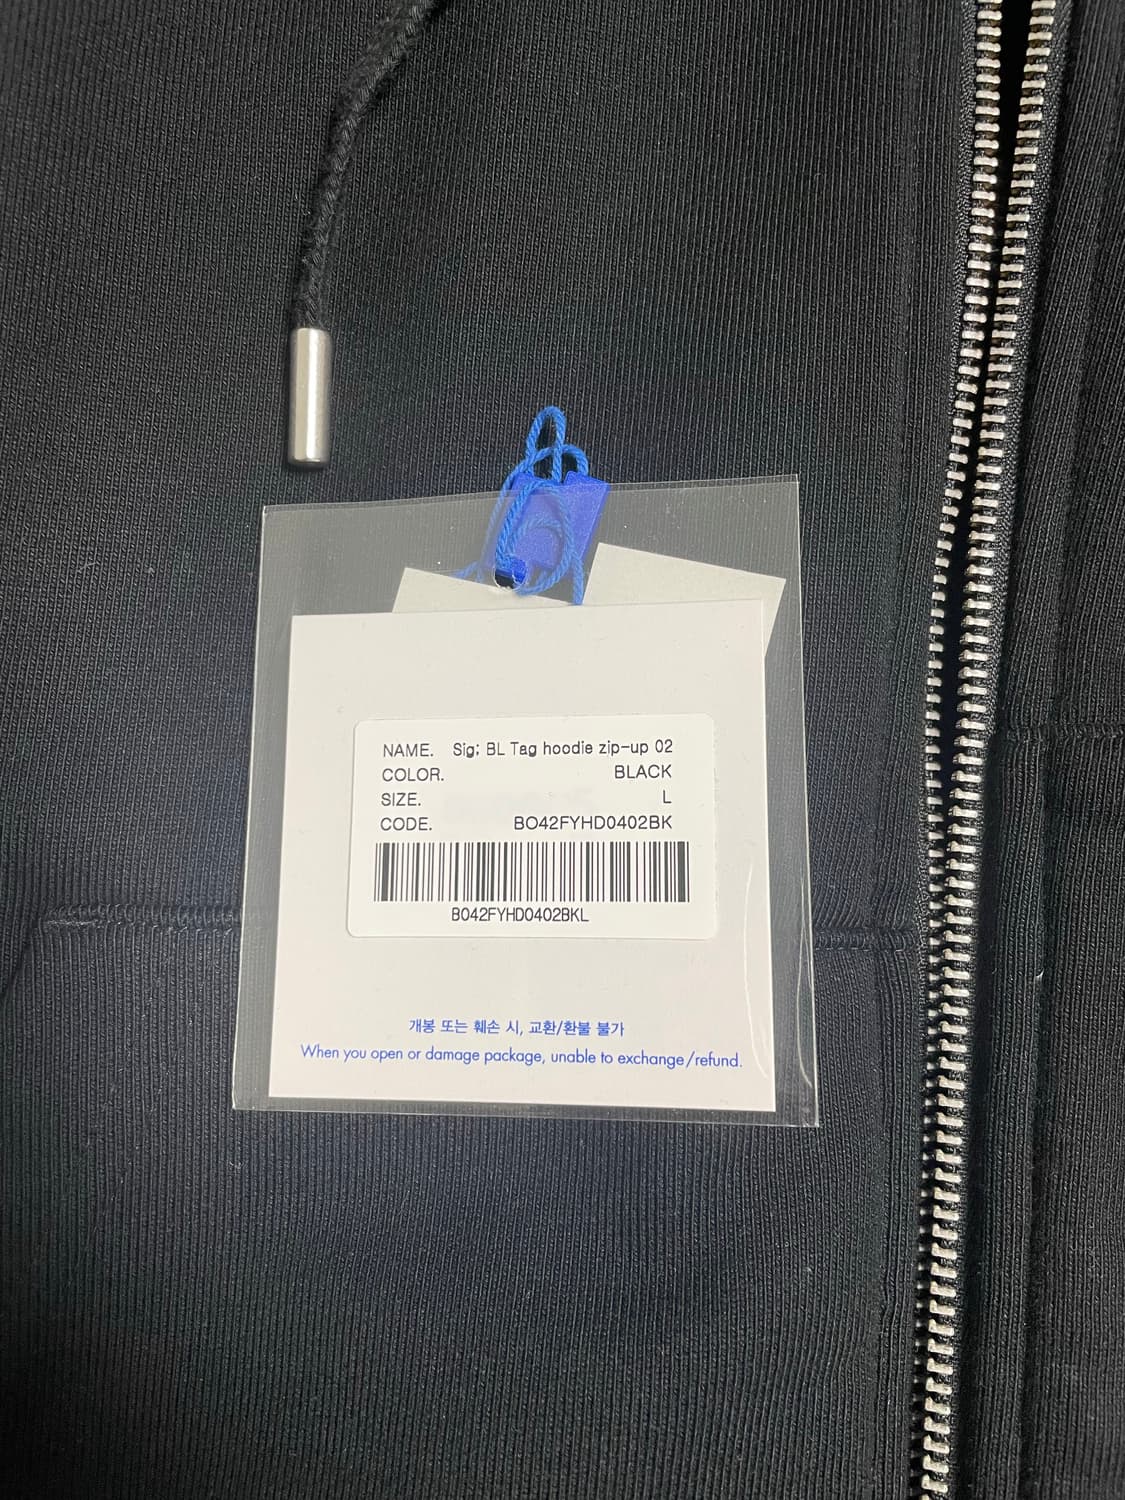 NAME. Sig; BL Tag hoodie zip-up 02
COLOR. BLACK
SIZE. L
CODE. BO42FYHD0402BK
BO42FYHD0402BKL
개봉 또는 훼손 시, 교환/환불 불가
When you open or damage package, unable to exchange/refund.